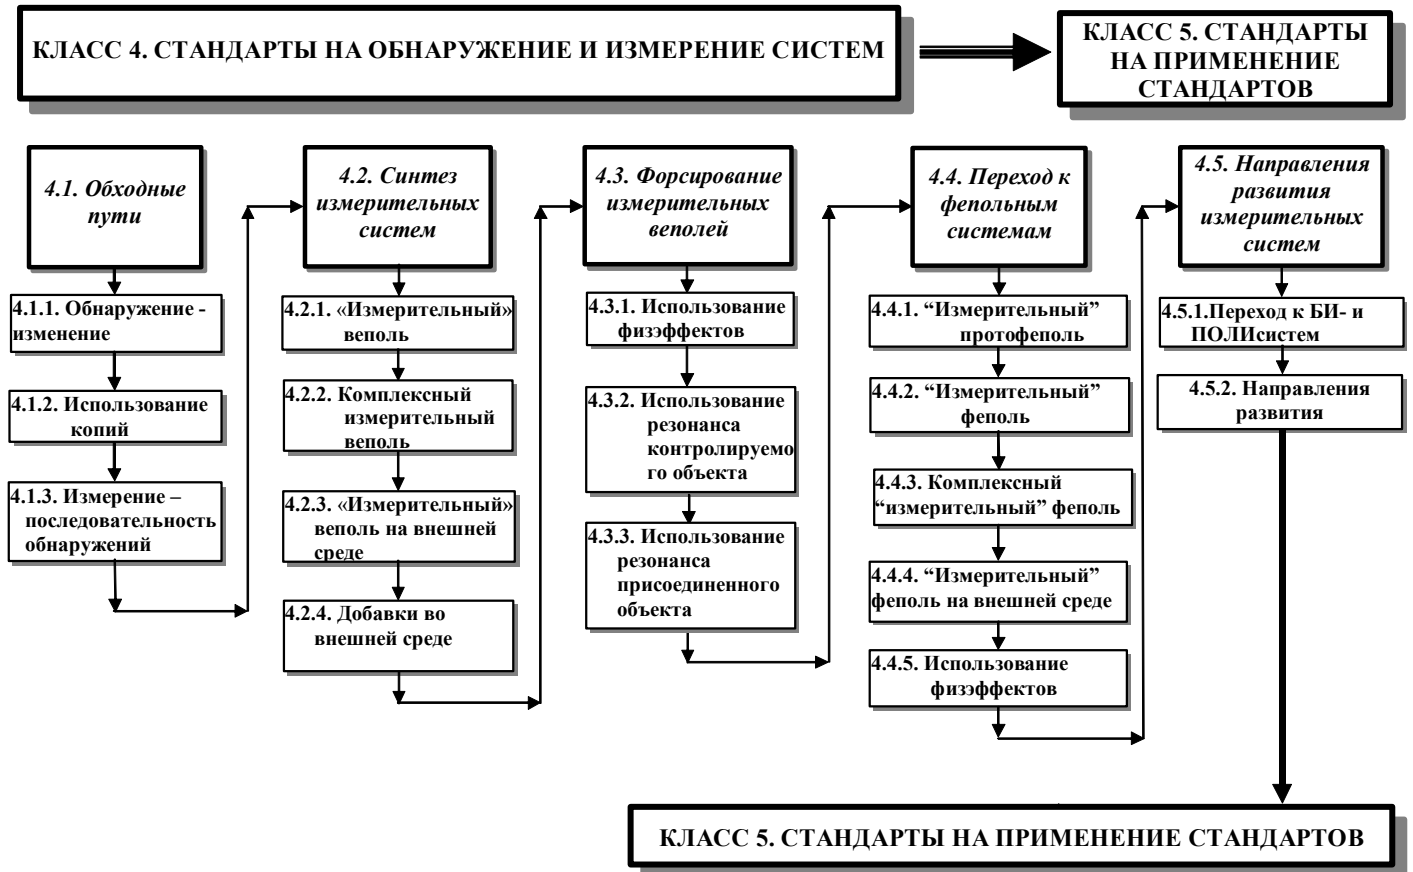 КЛАСС 4. СТАНДАРТЫ НА ОБНАРУЖЕНИЕ И ИЗМЕРЕНИЕ СИСТЕМ
КЛАСС 5. СТАНДАРТЫ
НА ПРИМЕНЕНИЕ
СТАНДАРТОВ
4.1. Обходные
пути
4.1.1. Обнаружение -
изменение
4.1.2. Использование
копий
4.1.3. Измерение –
последовательность
обнаружений
4.2. Синтез
измерительных
систем
4.2.1. «Измерительный»
веполь
4.2.2. Комплексный
измерительный
веполь
4.2.3. «Измерительный»
веполь на внешней
среде
4.2.4. Добавки во
внешней среде
4.3. Форсирование
измерительных
веполей
4.3.1. Использование
физэффектов
4.3.2. Использование
резонанса
контролируемо
го объекта
4.3.3. Использование
резонанса
присоединенного
объекта
4.4. Переход к
фепольным
системам
4.4.1. “Измерительный”
протофеполь
4.4.2. “Измерительный”
феполь
4.4.3. Комплексный
“измерительный” феполь
4.4.4. “Измерительный”
феполь на внешней среде
4.4.5. Использование
физэффектов
4.5. Направления
развития
измерительных
систем
4.5.1.Переход к БИ- и
ПОЛИсистем
4.5.2. Направления
развития
КЛАСС 5. СТАНДАРТЫ НА ПРИМЕНЕНИЕ СТАНДАРТОВ